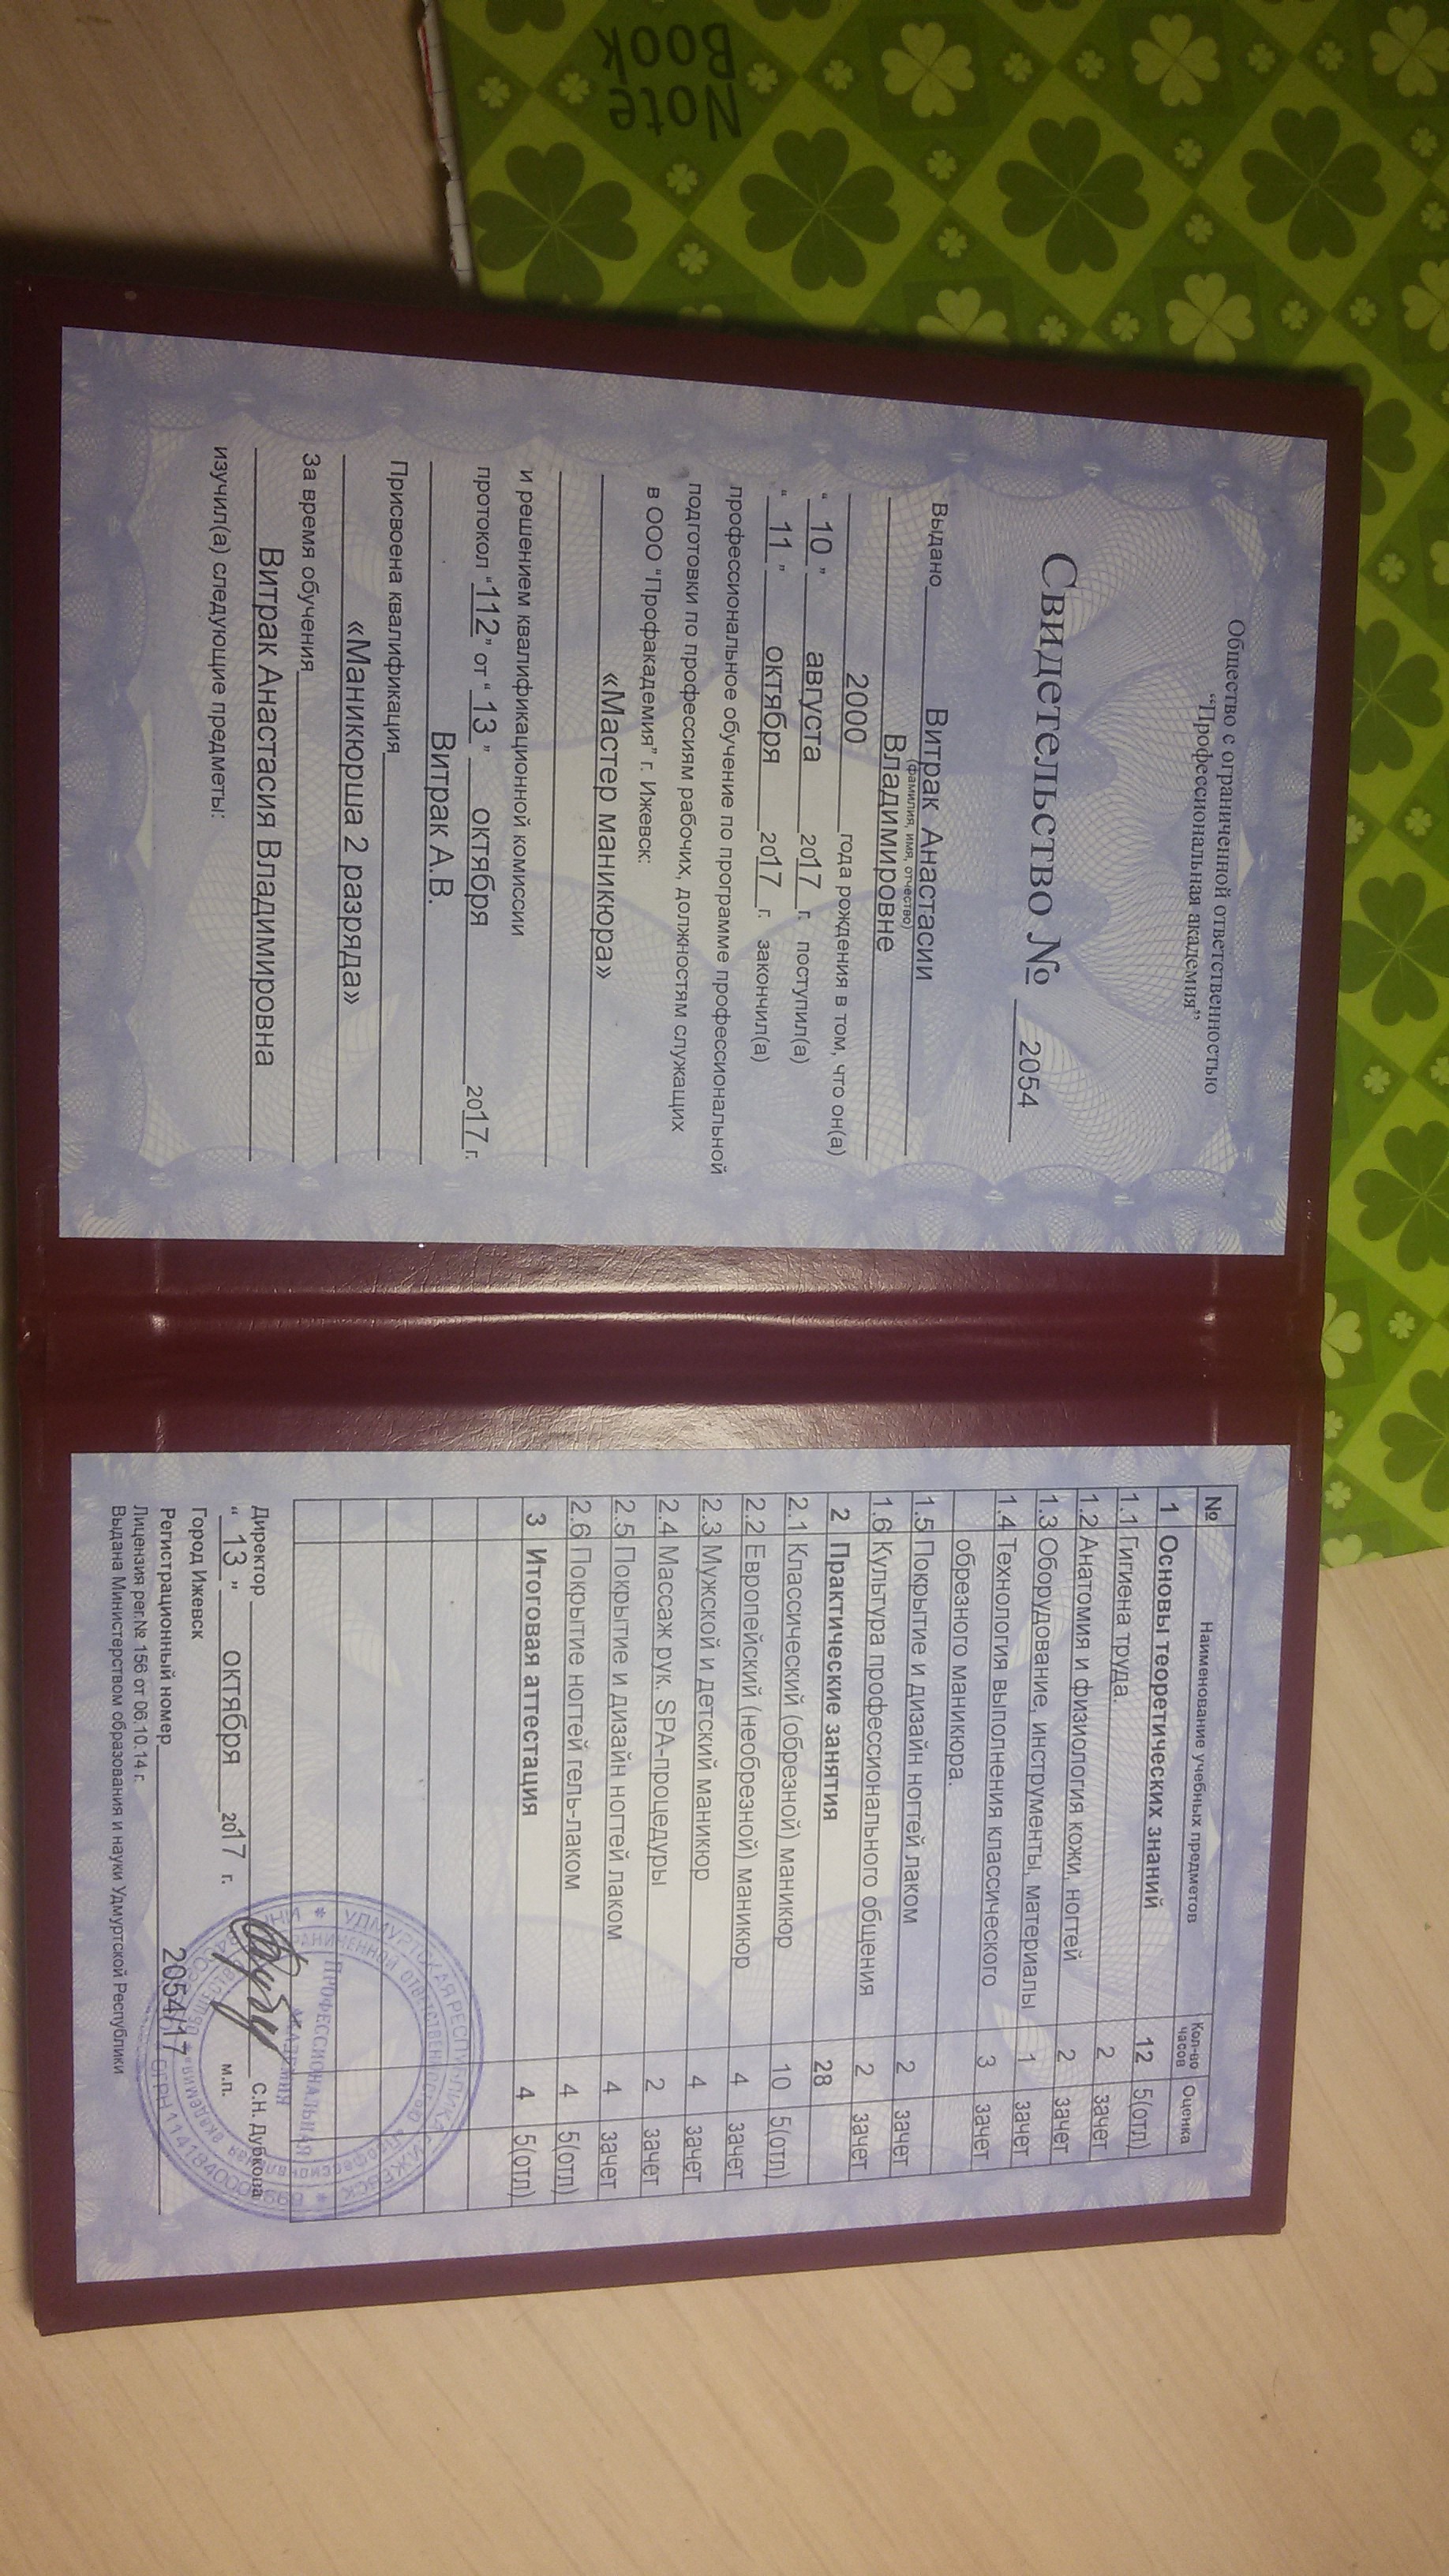 Note
Book
Общество с ограниченной ответственностью
“Профессиональная академия”
Свидетельство № 2054
Выдано Витрак Анастасии
(фамилия, имя, отчество)
Владимировне
2000 года рождения в том, что он(а)
“ 10 ” августа 2017 г. поступил(а)
“ 11 ” октября 2017 г. закончил(а)
профессиональное обучение по программе профессиональной
подготовки по профессиям рабочих, должностям служащих
в ООО “Профакадемия” г. Ижевск:
«Мастер маникюра»
и решением квалификационной комиссии
протокол “112” от “ 13 ” октября 2017 г.
Витрак А.В.
Присвоена квалификация
«Маникюрша 2 разряда»
За время обучения
Витрак Анастасия Владимировна
изучил(а) следующие предметы:
№ Наименование учебных предметов Кол-во часов Оценка
1 Основы теоретических знаний 12 5(отл)
1.1 Гигиена труда. 2 зачет
1.2 Анатомия и физиология кожи, ногтей 2 зачет
1.3 Оборудование, инструменты, материалы 1 зачет
1.4 Технология выполнения классического 3 зачет
обрезного маникюра.
1.5 Покрытие и дизайн ногтей лаком 2 зачет
1.6 Культура профессионального общения 2 зачет
2 Практические занятия 28
2.1 Классический (обрезной) маникюр 10 5(отл)
2.2 Европейский (необрезной) маникюр 4 зачет
2.3 Мужской и детский маникюр 4 зачет
2.4 Массаж рук. SPA-процедуры 2 зачет
2.5 Покрытие и дизайн ногтей лаком 4 зачет
2.6 Покрытие ногтей гель-лаком 4 5(отл)
3 Итоговая аттестация 4 5(отл)
Директор С.Н. Дубкова
“ 13 ” октября 2017 г. м.п.
Город Ижевск
Регистрационный номер 2054/17
Лицензия рег.№ 156 от 06.10.14 г.
Выдана Министерством образования и науки Удмуртской Республики
УДМУРТСКАЯ РЕСПУБЛИКА
ПРОФЕССИОНАЛЬНАЯ
АКАДЕМИЯ